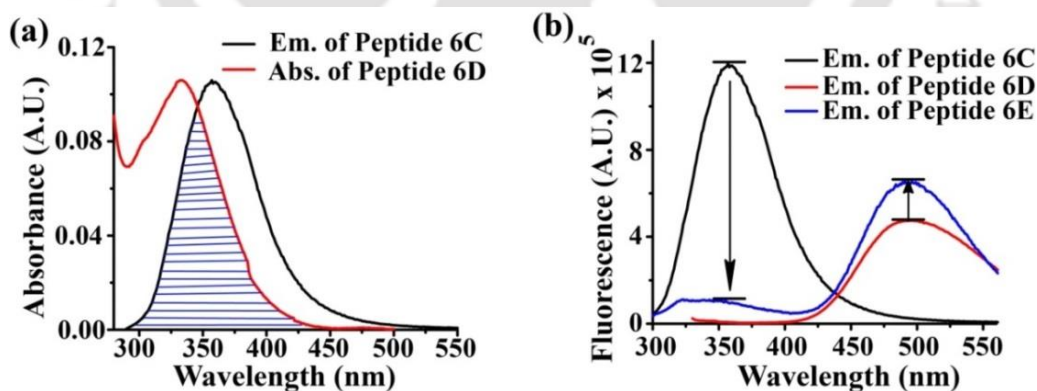 (a)
Em. of Peptide 6C
Abs. of Peptide 6D
Absorbance (A.U.)
0.12
0.08
0.04
0.00
300 350 400 450 500 550
Wavelength (nm)
(b)
Em. of Peptide 6C
Em. of Peptide 6D
Em. of Peptide 6E
Fluorescence (A.U.) x 10⁵
12
8
4
0
300 350 400 450 500 550
Wavelength (nm)